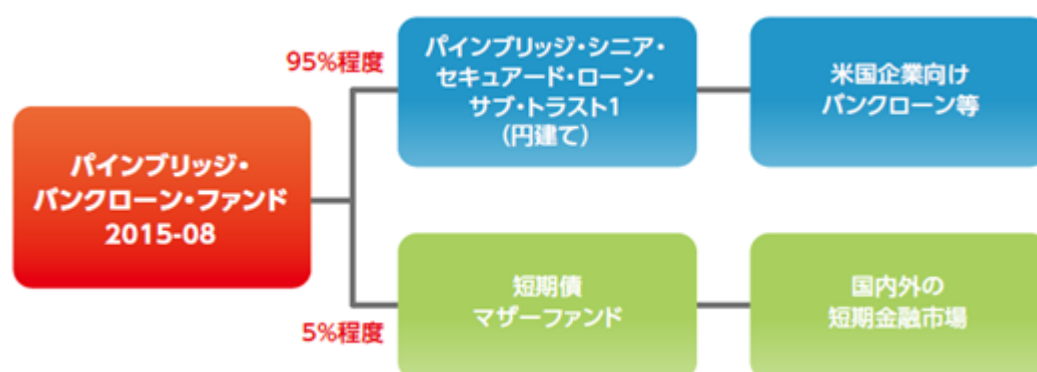 95%程度
パインブリッジ・シニア・
セキュアード・ローン・
サブ・トラスト1
(円建て)
米国企業向け
バンクローン等
パインブリッジ・
バンクローン・ファンド
2015-08
短期債
マザーファンド
国内外の
短期金融市場
5%程度